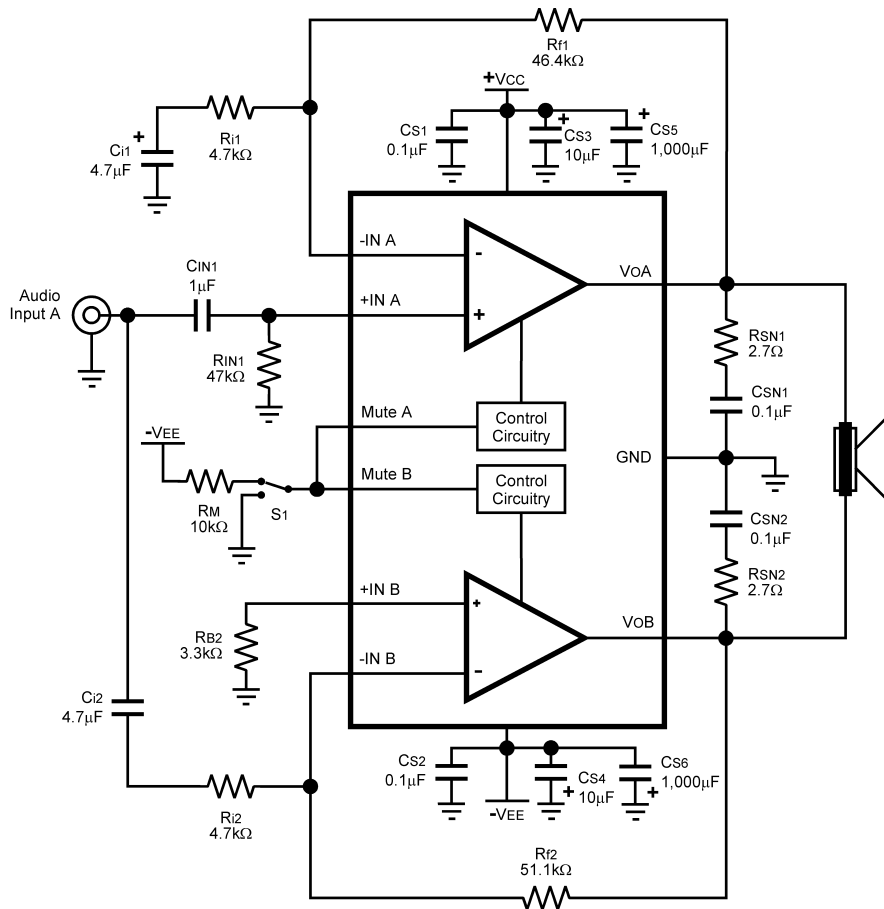 Rf1
46.4kΩ
+VCC
Ri1
4.7kΩ
+
Ci1
4.7µF
CS1
0.1µF
+
CS3
10µF
+
CS5
1,000µF
-IN A
-
CIN1
1µF
Audio
Input A
+IN A
+
VOA
RIN1
47kΩ
RSN1
2.7Ω
CSN1
0.1µF
Mute A
Control
Circuitry
-VEE
GND
Mute B
Control
Circuitry
RM
10kΩ
S1
CSN2
0.1µF
RSN2
2.7Ω
+IN B
+
VOB
RB2
3.3kΩ
-IN B
-
Ci2
4.7µF
CS2
0.1µF
CS4
10µF
+
CS6
1,000µF
+
-VEE
Ri2
4.7kΩ
Rf2
51.1kΩ